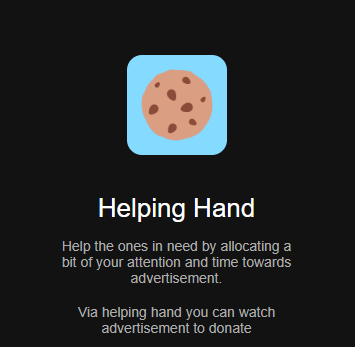 Helping Hand
Help the ones in need by allocating a
bit of your attention and time towards
advertisement.
Via helping hand you can watch
advertisement to donate